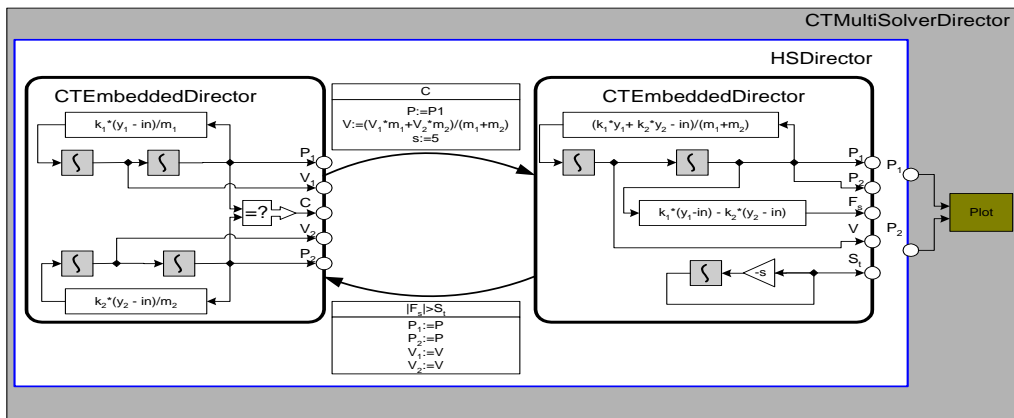 CTMultiSolverDirector
HSDirector
CTEmbeddedDirector
k₁*(y₁ - in)/m₁
∫
∫
P₁
V₁
=?
C
V₂
∫
∫
P₂
k₂*(y₂ - in)/m₂
C
P:=P1
V:=(V₁*m₁+V₂*m₂)/(m₁+m₂)
s:=5
|Fₛ|>Sₜ
P₁:=P
P₂:=P
V₁:=V
V₂:=V
CTEmbeddedDirector
(k₁*y₁+ k₂*y₂ - in)/(m₁+m₂)
∫
∫
P₁
P₂
k₁*(y₁-in) - k₂*(y₂ - in)
Fₛ
V
∫
-s
Sₜ
P₁
P₂
Plot